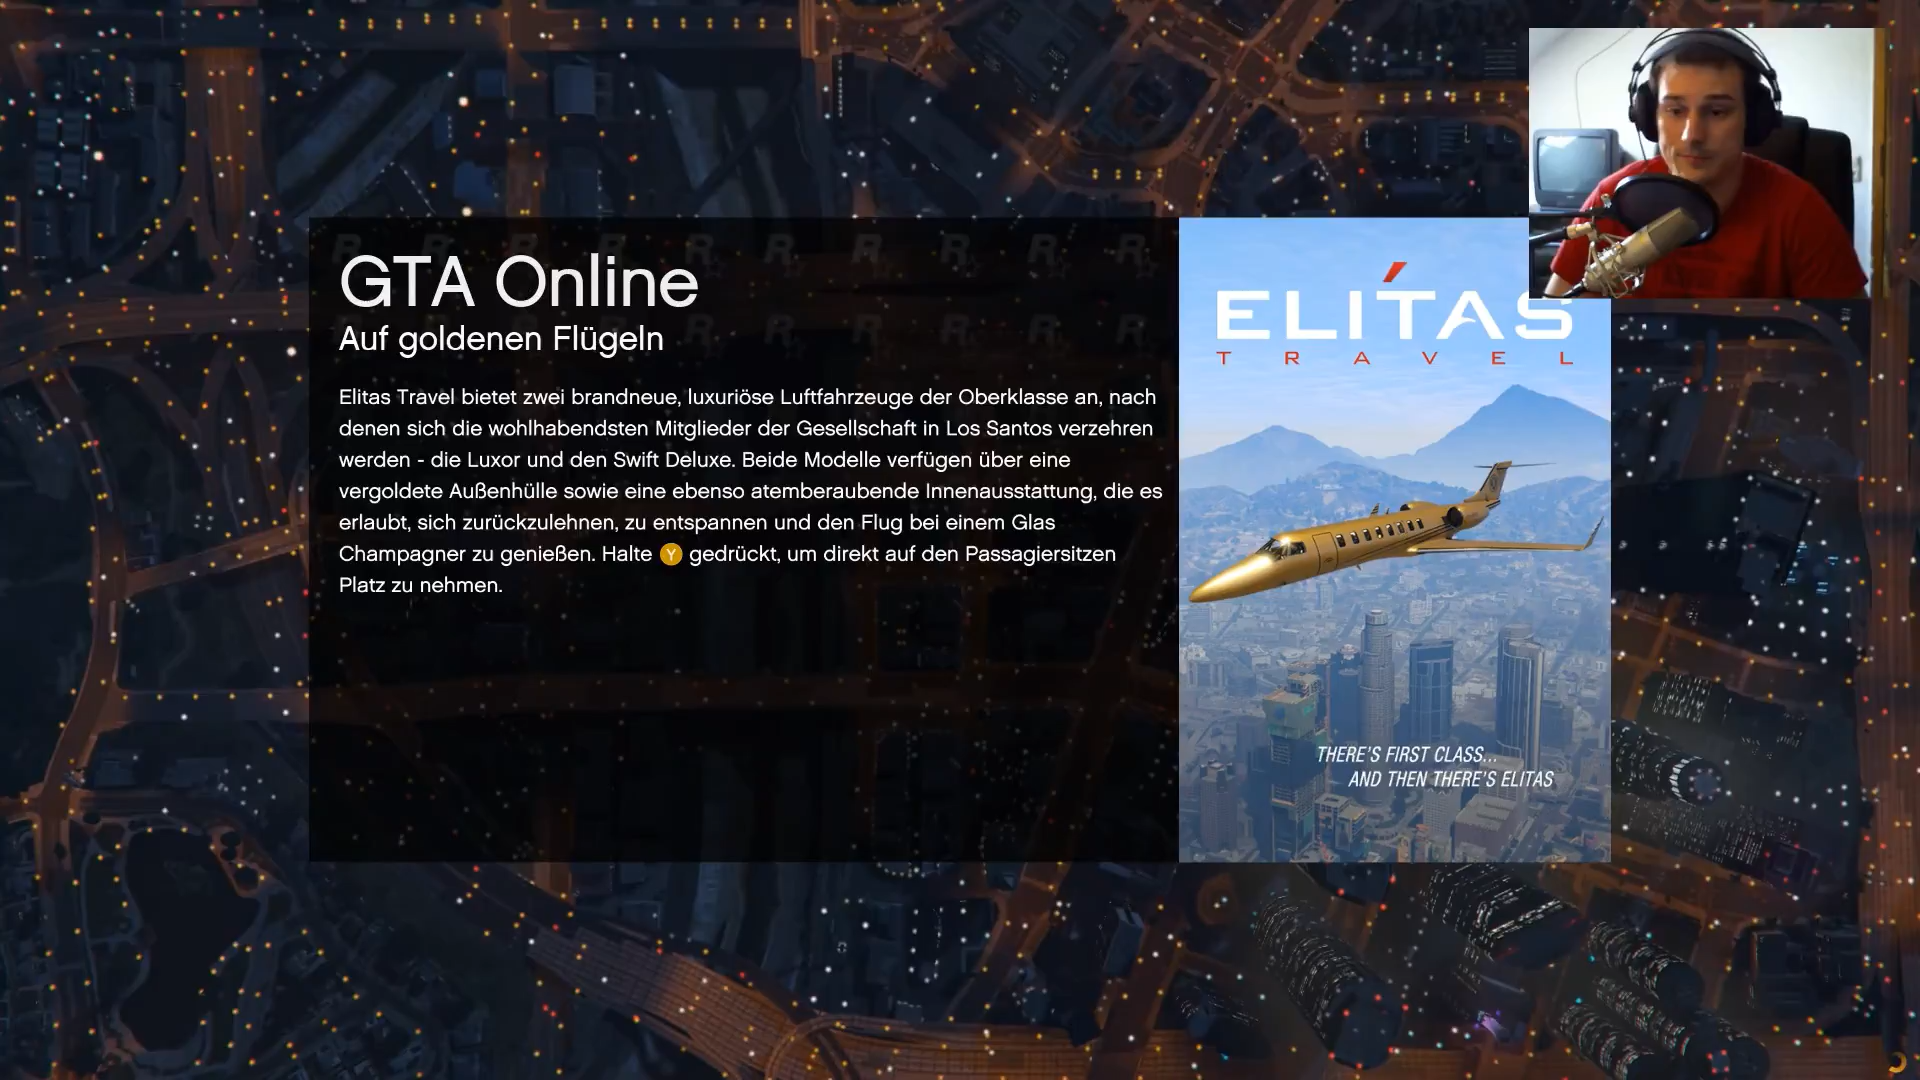 GTA Online
Auf goldenen Flügeln
Elitas Travel bietet zwei brandneue, luxuriöse Luftfahrzeuge der Oberklasse an, nach
denen sich die wohlhabendsten Mitglieder der Gesellschaft in Los Santos verzehren
werden - die Luxor und den Swift Deluxe. Beide Modelle verfügen über eine
vergoldete Außenhülle sowie eine ebenso atemberaubende Innenausstattung, die es
erlaubt, sich zurückzulehnen, zu entspannen und den Flug bei einem Glas
Champagner zu genießen. Halte Y gedrückt, um direkt auf den Passagiersitzen
Platz zu nehmen.
ELÍTAS
TRAVEL
THERE'S FIRST CLASS...
AND THEN THERE'S ELITAS